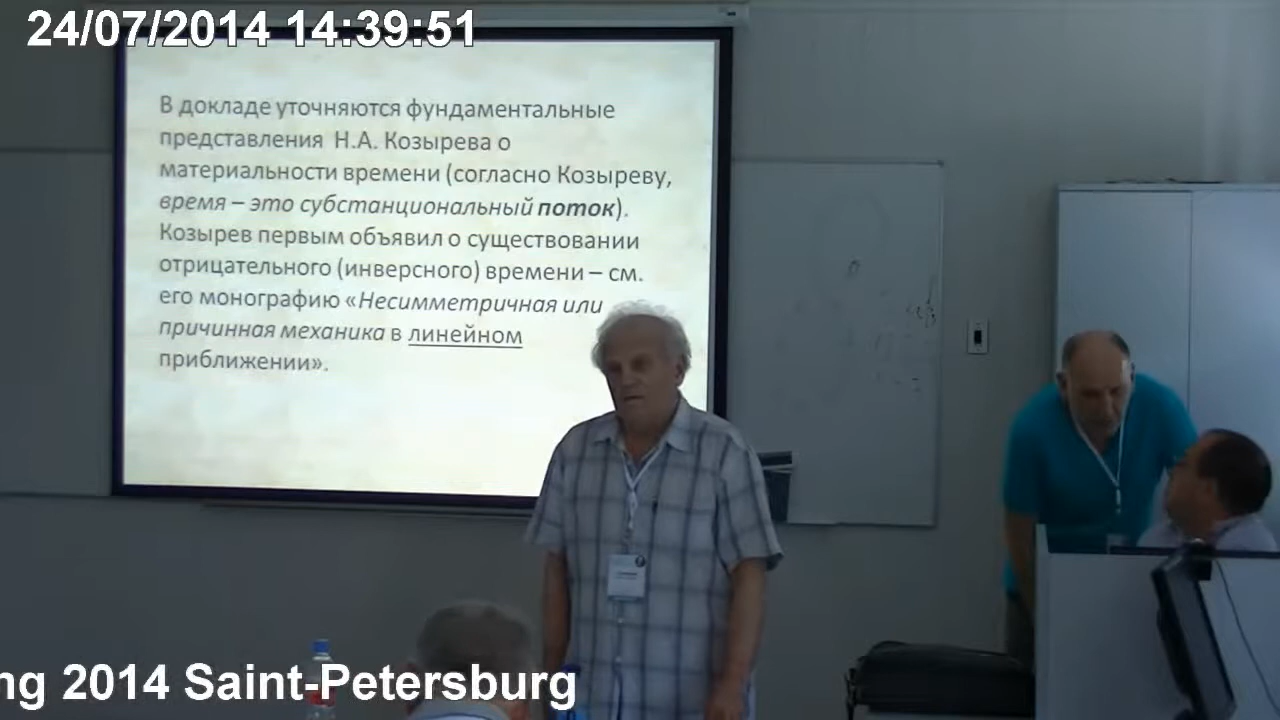 24/07/2014 14:39:51
В докладе уточняются фундаментальные
представления Н.А. Козырева о
материальности времени (согласно Козыреву,
время – это субстанциональный поток).
Козырев первым объявил о существовании
отрицательного (инверсного) времени – см.
его монографию «Несимметричная или
причинная механика в линейном
приближении».
ng 2014 Saint-Petersburg